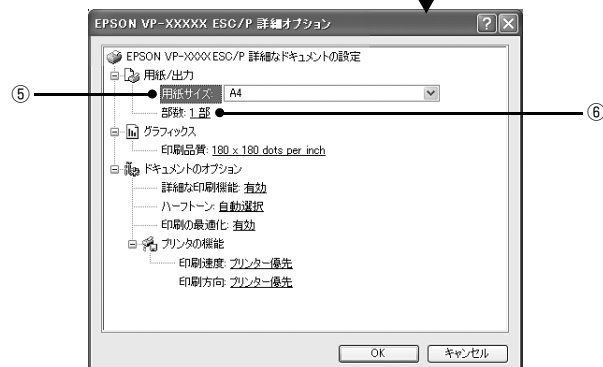 EPSON VP-XXXXX ESC/P 詳細オプション
EPSON VP-XXXX ESC/P 詳細なドキュメントの設定
用紙/出力
⑤ 用紙サイズ: A4
部数: 1 部 ⑥
グラフィックス
印刷品質: 180 x 180 dots per inch
ドキュメントのオプション
詳細な印刷機能: 有効
ハーフトーン: 自動選択
印刷の最適化: 有効
プリンタの機能
印刷速度: プリンター優先
印刷方向: プリンター優先
OK キャンセル